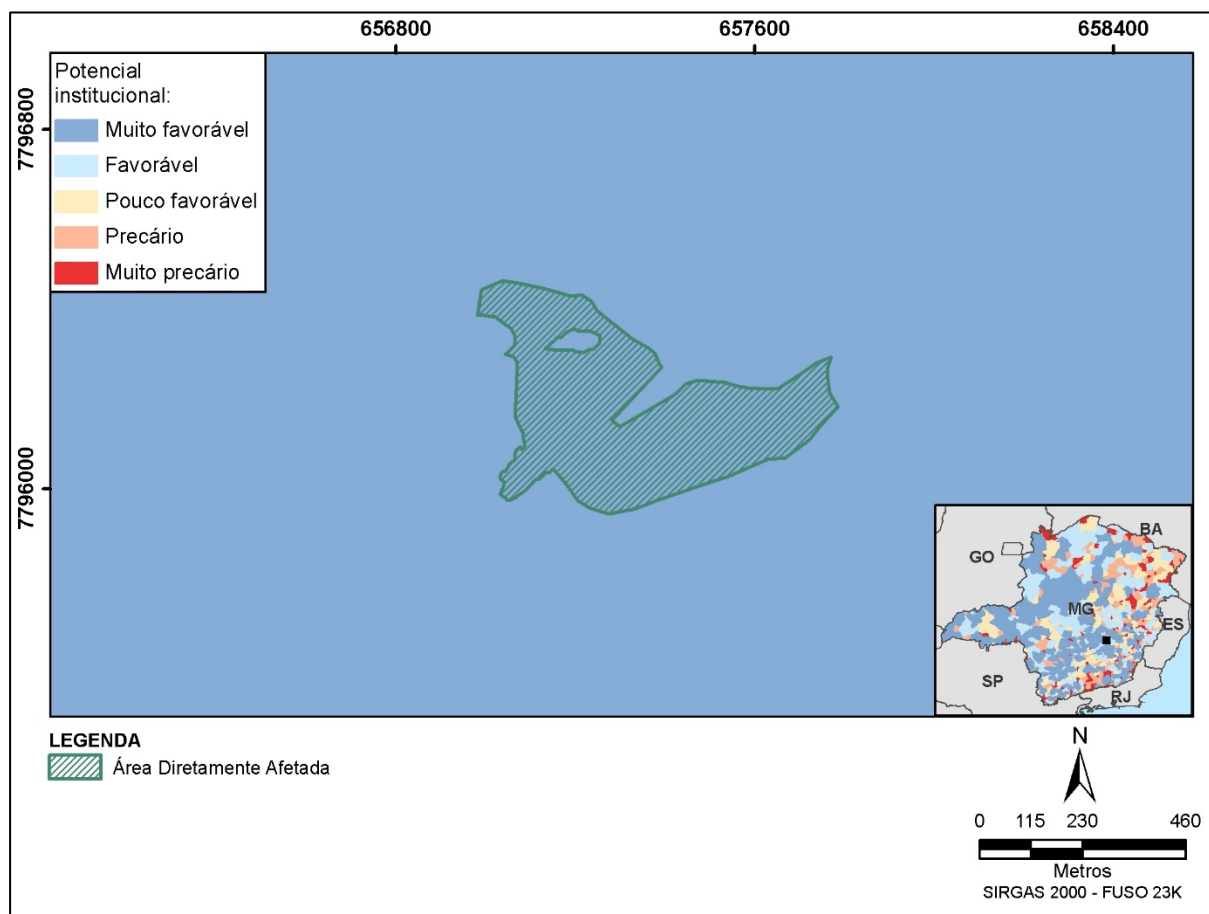 656800
657600
658400
7796800
7796000
Potencial
institucional:
Muito favorável
Favorável
Pouco favorável
Precário
Muito precário
BA
GO
MG
ES
SP
RJ
LEGENDA
Área Diretamente Afetada
N
0 115 230 460
Metros
SIRGAS 2000 - FUSO 23K